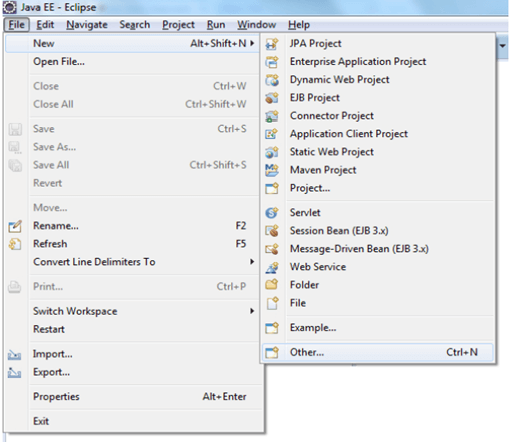 Java EE - Eclipse
File Edit Navigate Search Project Run Window Help
New Alt+Shift+N
Open File...
Close Ctrl+W
Close All Ctrl+Shift+W
Save Ctrl+S
Save As...
Save All Ctrl+Shift+S
Revert
Move...
Rename... F2
Refresh F5
Convert Line Delimiters To
Print... Ctrl+P
Switch Workspace
Restart
Import...
Export...
Properties Alt+Enter
Exit
JPA Project
Enterprise Application Project
Dynamic Web Project
EJB Project
Connector Project
Application Client Project
Static Web Project
Maven Project
Project...
Servlet
Session Bean (EJB 3.x)
Message-Driven Bean (EJB 3.x)
Web Service
Folder
File
Example...
Other... Ctrl+N